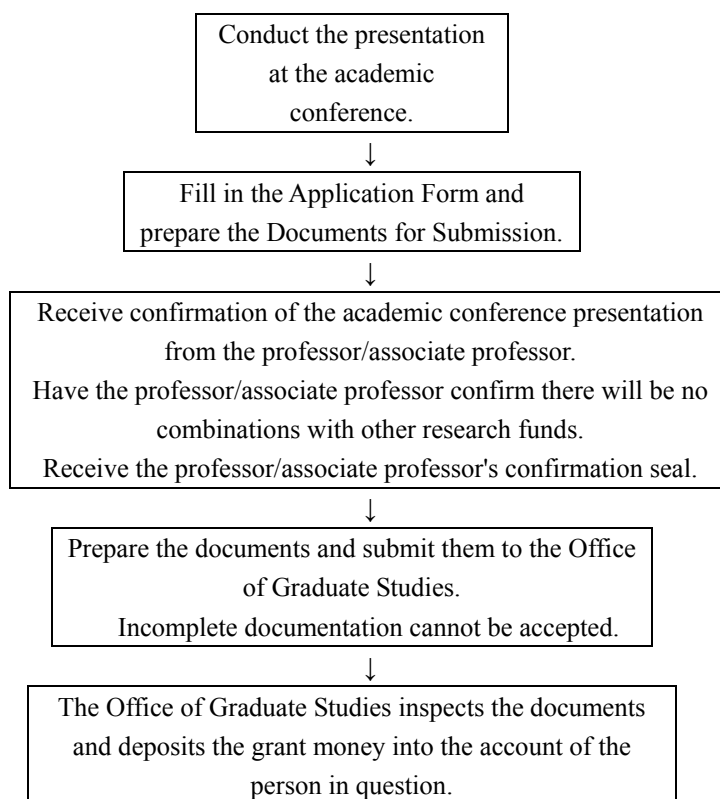 Conduct the presentation
at the academic
conference.
↓
Fill in the Application Form and
prepare the Documents for Submission.
↓
Receive confirmation of the academic conference presentation
from the professor/associate professor.
Have the professor/associate professor confirm there will be no
combinations with other research funds.
Receive the professor/associate professor's confirmation seal.
↓
Prepare the documents and submit them to the Office
of Graduate Studies.
Incomplete documentation cannot be accepted.
↓
The Office of Graduate Studies inspects the documents
and deposits the grant money into the account of the
person in question.